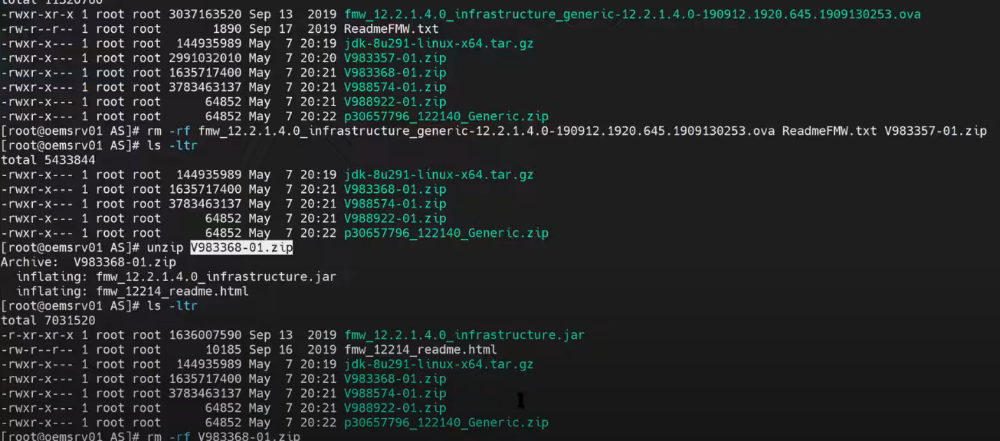 total 11320780
-rwxr-xr-x 1 root root 3037163520 Sep 13  2019 fmw_12.2.1.4.0_infrastructure_generic-12.2.1.4.0-190912.1920.645.1909130253.ova
-rw-r--r-- 1 root root       1890 Sep 17  2019 ReadmeFMW.txt
-rwxr-x--- 1 root root  144935989 May  7 20:19 jdk-8u291-linux-x64.tar.gz
-rwxr-x--- 1 root root 2991032010 May  7 20:20 V983357-01.zip
-rwxr-x--- 1 root root 1635717400 May  7 20:21 V983368-01.zip
-rwxr-x--- 1 root root 3783463137 May  7 20:21 V988574-01.zip
-rwxr-x--- 1 root root      64852 May  7 20:21 V988922-01.zip
-rwxr-x--- 1 root root      64852 May  7 20:22 p30657796_122140_Generic.zip
[root@oemsrv01 AS]# rm -rf fmw_12.2.1.4.0_infrastructure_generic-12.2.1.4.0-190912.1920.645.1909130253.ova ReadmeFMW.txt V983357-01.zip
[root@oemsrv01 AS]# ls -ltr
total 5433844
-rwxr-x--- 1 root root  144935989 May  7 20:19 jdk-8u291-linux-x64.tar.gz
-rwxr-x--- 1 root root 1635717400 May  7 20:21 V983368-01.zip
-rwxr-x--- 1 root root 3783463137 May  7 20:21 V988574-01.zip
-rwxr-x--- 1 root root      64852 May  7 20:21 V988922-01.zip
-rwxr-x--- 1 root root      64852 May  7 20:22 p30657796_122140_Generic.zip
[root@oemsrv01 AS]# unzip V983368-01.zip
Archive:  V983368-01.zip
  inflating: fmw_12.2.1.4.0_infrastructure.jar
  inflating: fmw_12214_readme.html
[root@oemsrv01 AS]# ls -ltr
total 7031520
-r-xr-xr-x 1 root root 1636007590 Sep 13  2019 fmw_12.2.1.4.0_infrastructure.jar
-rw-r--r-- 1 root root      10185 Sep 16  2019 fmw_12214_readme.html
-rwxr-x--- 1 root root  144935989 May  7 20:19 jdk-8u291-linux-x64.tar.gz
-rwxr-x--- 1 root root 1635717400 May  7 20:21 V983368-01.zip
-rwxr-x--- 1 root root 3783463137 May  7 20:21 V988574-01.zip
-rwxr-x--- 1 root root      64852 May  7 20:21 V988922-01.zip
-rwxr-x--- 1 root root      64852 May  7 20:22 p30657796_122140_Generic.zip
[root@oemsrv01 AS]# rm -rf V983368-01.zip